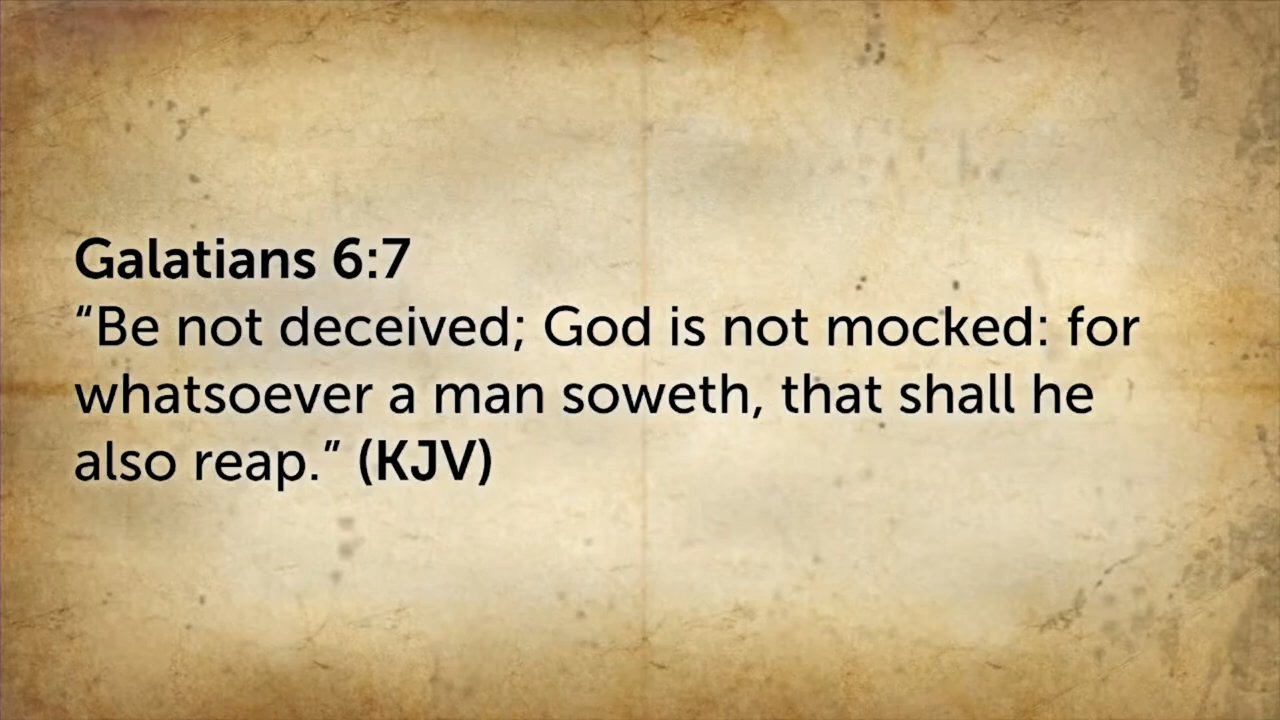 Galatians 6:7
“Be not deceived; God is not mocked: for
whatsoever a man soweth, that shall he
also reap.” (KJV)